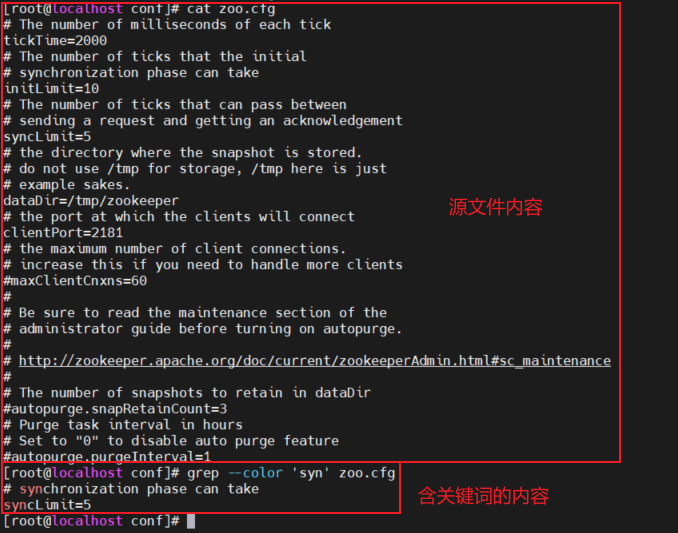 [root@localhost conf]# cat zoo.cfg
# The number of milliseconds of each tick
tickTime=2000
# The number of ticks that the initial
# synchronization phase can take
initLimit=10
# The number of ticks that can pass between
# sending a request and getting an acknowledgement
syncLimit=5
# the directory where the snapshot is stored.
# do not use /tmp for storage, /tmp here is just
# example sakes.
dataDir=/tmp/zookeeper
源文件内容
# the port at which the clients will connect
clientPort=2181
# the maximum number of client connections.
# increase this if you need to handle more clients
#maxClientCnxns=60
#
# Be sure to read the maintenance section of the
# administrator guide before turning on autopurge.
#
# http://zookeeper.apache.org/doc/current/zookeeperAdmin.html#sc_maintenance
#
# The number of snapshots to retain in dataDir
#autopurge.snapRetainCount=3
# Purge task interval in hours
# Set to "0" to disable auto purge feature
#autopurge.purgeInterval=1
[root@localhost conf]# grep --color 'syn' zoo.cfg
# synchronization phase can take
syncLimit=5
含关键词的内容
[root@localhost conf]#